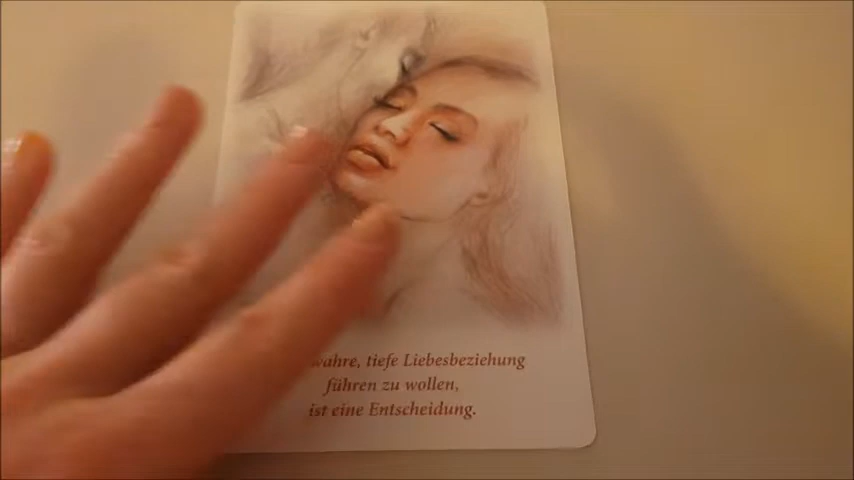 wahre, tiefe Liebesbeziehung
führen zu wollen,
ist eine Entscheidung.